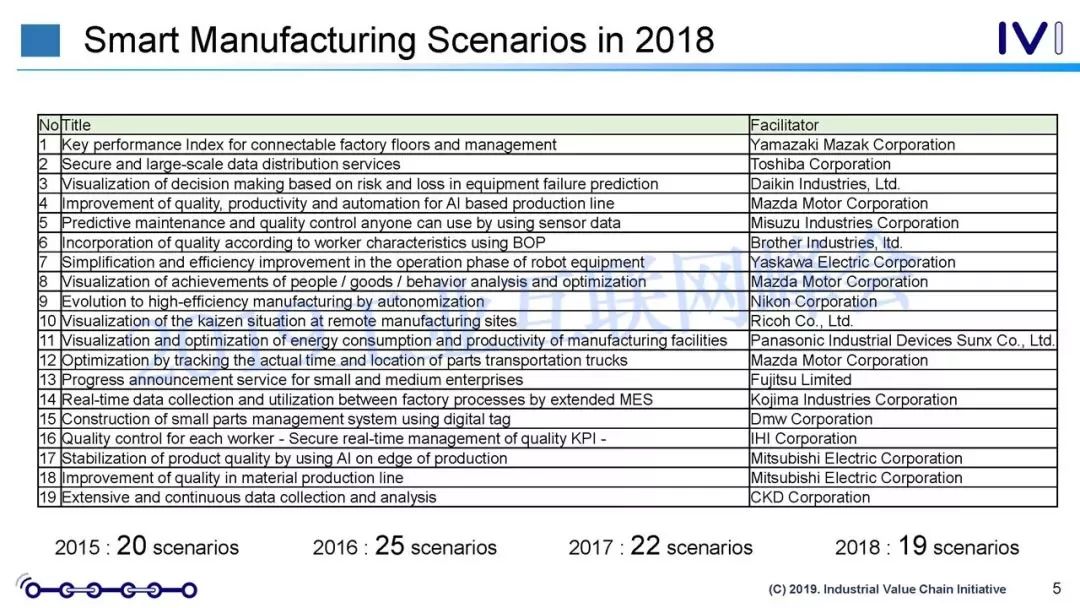 Smart Manufacturing Scenarios in 2018
IVI
No Title Facilitator
1 Key performance Index for connectable factory floors and management Yamazaki Mazak Corporation
2 Secure and large-scale data distribution services Toshiba Corporation
3 Visualization of decision making based on risk and loss in equipment failure prediction Daikin Industries, Ltd.
4 Improvement of quality, productivity and automation for AI based production line Mazda Motor Corporation
5 Predictive maintenance and quality control anyone can use by using sensor data Misuzu Industries Corporation
6 Incorporation of quality according to worker characteristics using BOP Brother Industries, ltd.
7 Simplification and efficiency improvement in the operation phase of robot equipment Yaskawa Electric Corporation
8 Visualization of achievements of people / goods / behavior analysis and optimization Mazda Motor Corporation
9 Evolution to high-efficiency manufacturing by autonomization Nikon Corporation
10 Visualization of the kaizen situation at remote manufacturing sites Ricoh Co., Ltd.
11 Visualization and optimization of energy consumption and productivity of manufacturing facilities Panasonic Industrial Devices Sunx Co., Ltd.
12 Optimization by tracking the actual time and location of parts transportation trucks Mazda Motor Corporation
13 Progress announcement service for small and medium enterprises Fujitsu Limited
14 Real-time data collection and utilization between factory processes by extended MES Kojima Industries Corporation
15 Construction of small parts management system using digital tag Dmw Corporation
16 Quality control for each worker - Secure real-time management of quality KPI - IHI Corporation
17 Stabilization of product quality by using AI on edge of production Mitsubishi Electric Corporation
18 Improvement of quality in material production line Mitsubishi Electric Corporation
19 Extensive and continuous data collection and analysis CKD Corporation
2019工业互联网峰会
2015 : 20 scenarios 2016 : 25 scenarios 2017 : 22 scenarios 2018 : 19 scenarios
(C) 2019. Industrial Value Chain Initiative 5